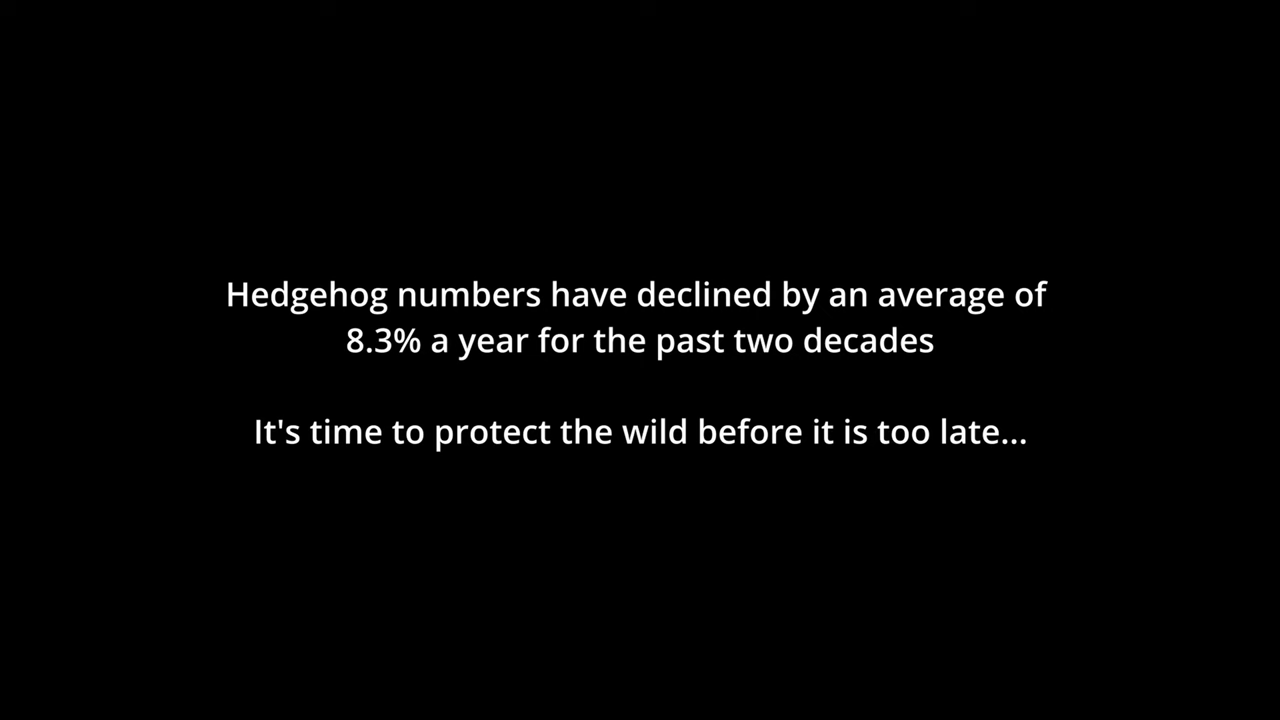 Hedgehog numbers have declined by an average of
8.3% a year for the past two decades
It's time to protect the wild before it is too late...